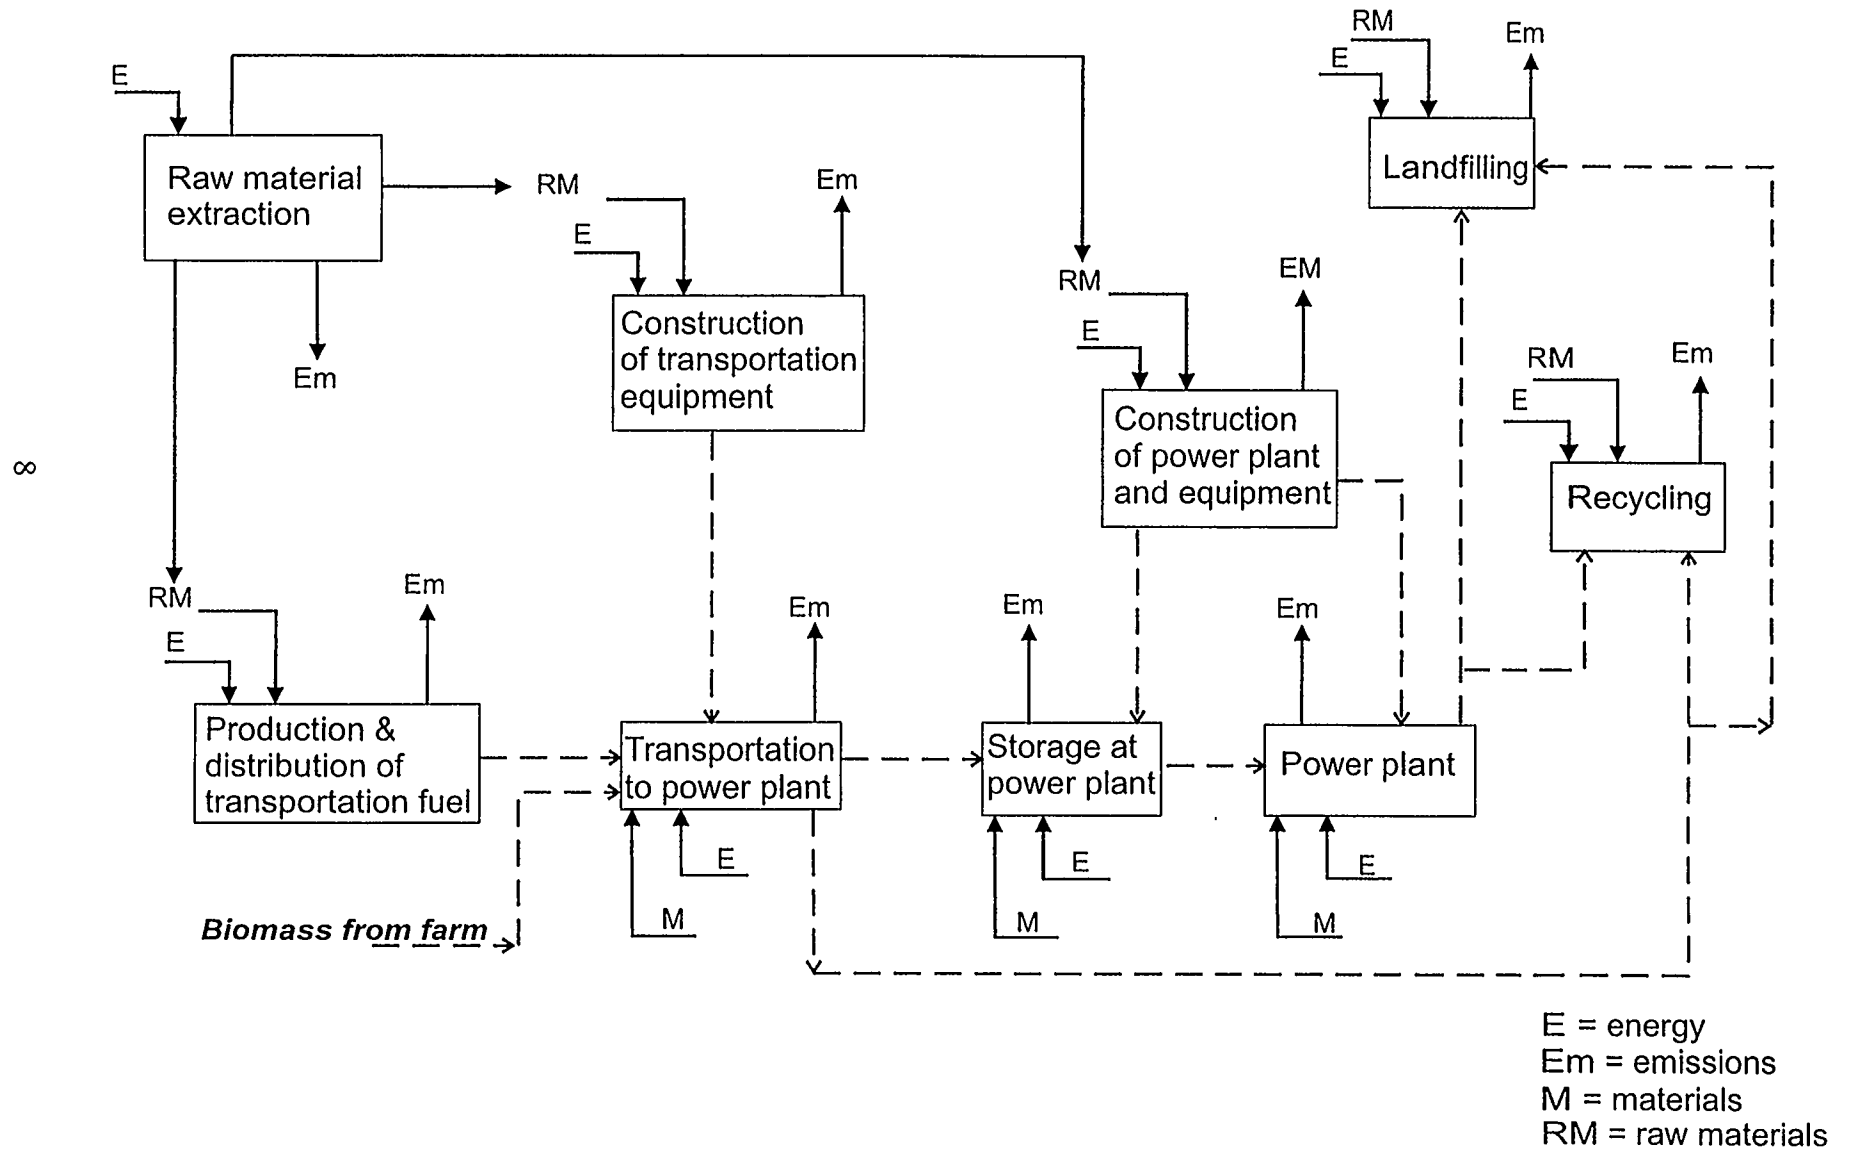 RM
Em
E
E
Raw material
extraction
Landfilling
RM
Em
E
RM
EM
Em
Construction
of transportation
equipment
E
RM
Em
E
Construction
of power plant
and equipment
Recycling
∞
RM
Em
E
Em
Em
Em
Production &
distribution of
transportation fuel
Transportation
to power plant
Storage at
power plant
Power plant
E
E
E
M
M
M
Biomass from farm
E = energy
Em = emissions
M = materials
RM = raw materials